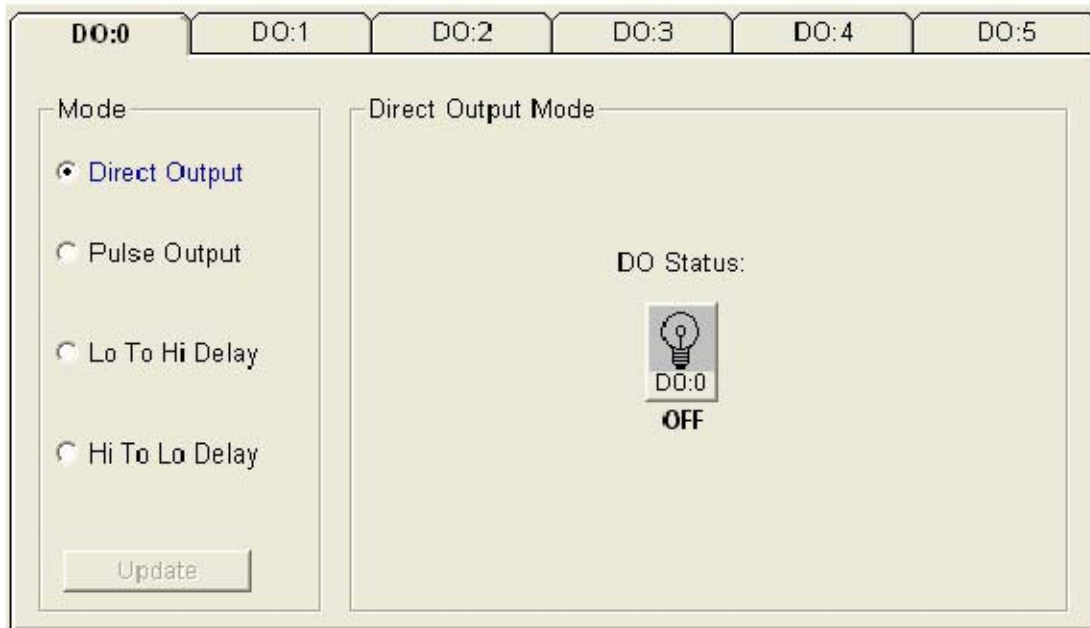 DO:0 DO:1 DO:2 DO:3 DO:4 DO:5
Mode
Direct Output
Pulse Output
Lo To Hi Delay
Hi To Lo Delay
Update
Direct Output Mode
DO Status:
DO:0
OFF